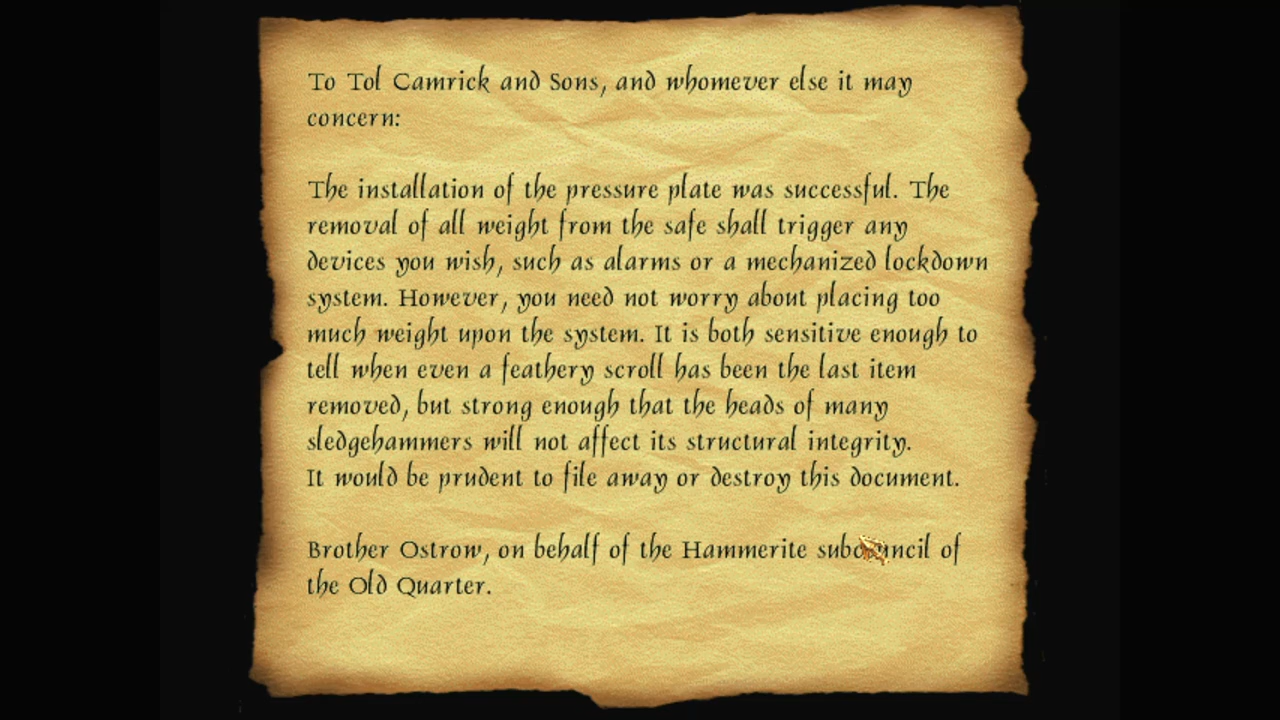 To Tol Camrick and Sons, and whomever else it may
concern:
The installation of the pressure plate was successful. The
removal of all weight from the safe shall trigger any
devices you wish, such as alarms or a mechanized lockdown
system. However, you need not worry about placing too
much weight upon the system. It is both sensitive enough to
tell when even a feathery scroll has been the last item
removed, but strong enough that the heads of many
sledgehammers will not affect its structural integrity.
It would be prudent to file away or destroy this document.
Brother Ostrow, on behalf of the Hammerite subcouncil of
the Old Quarter.